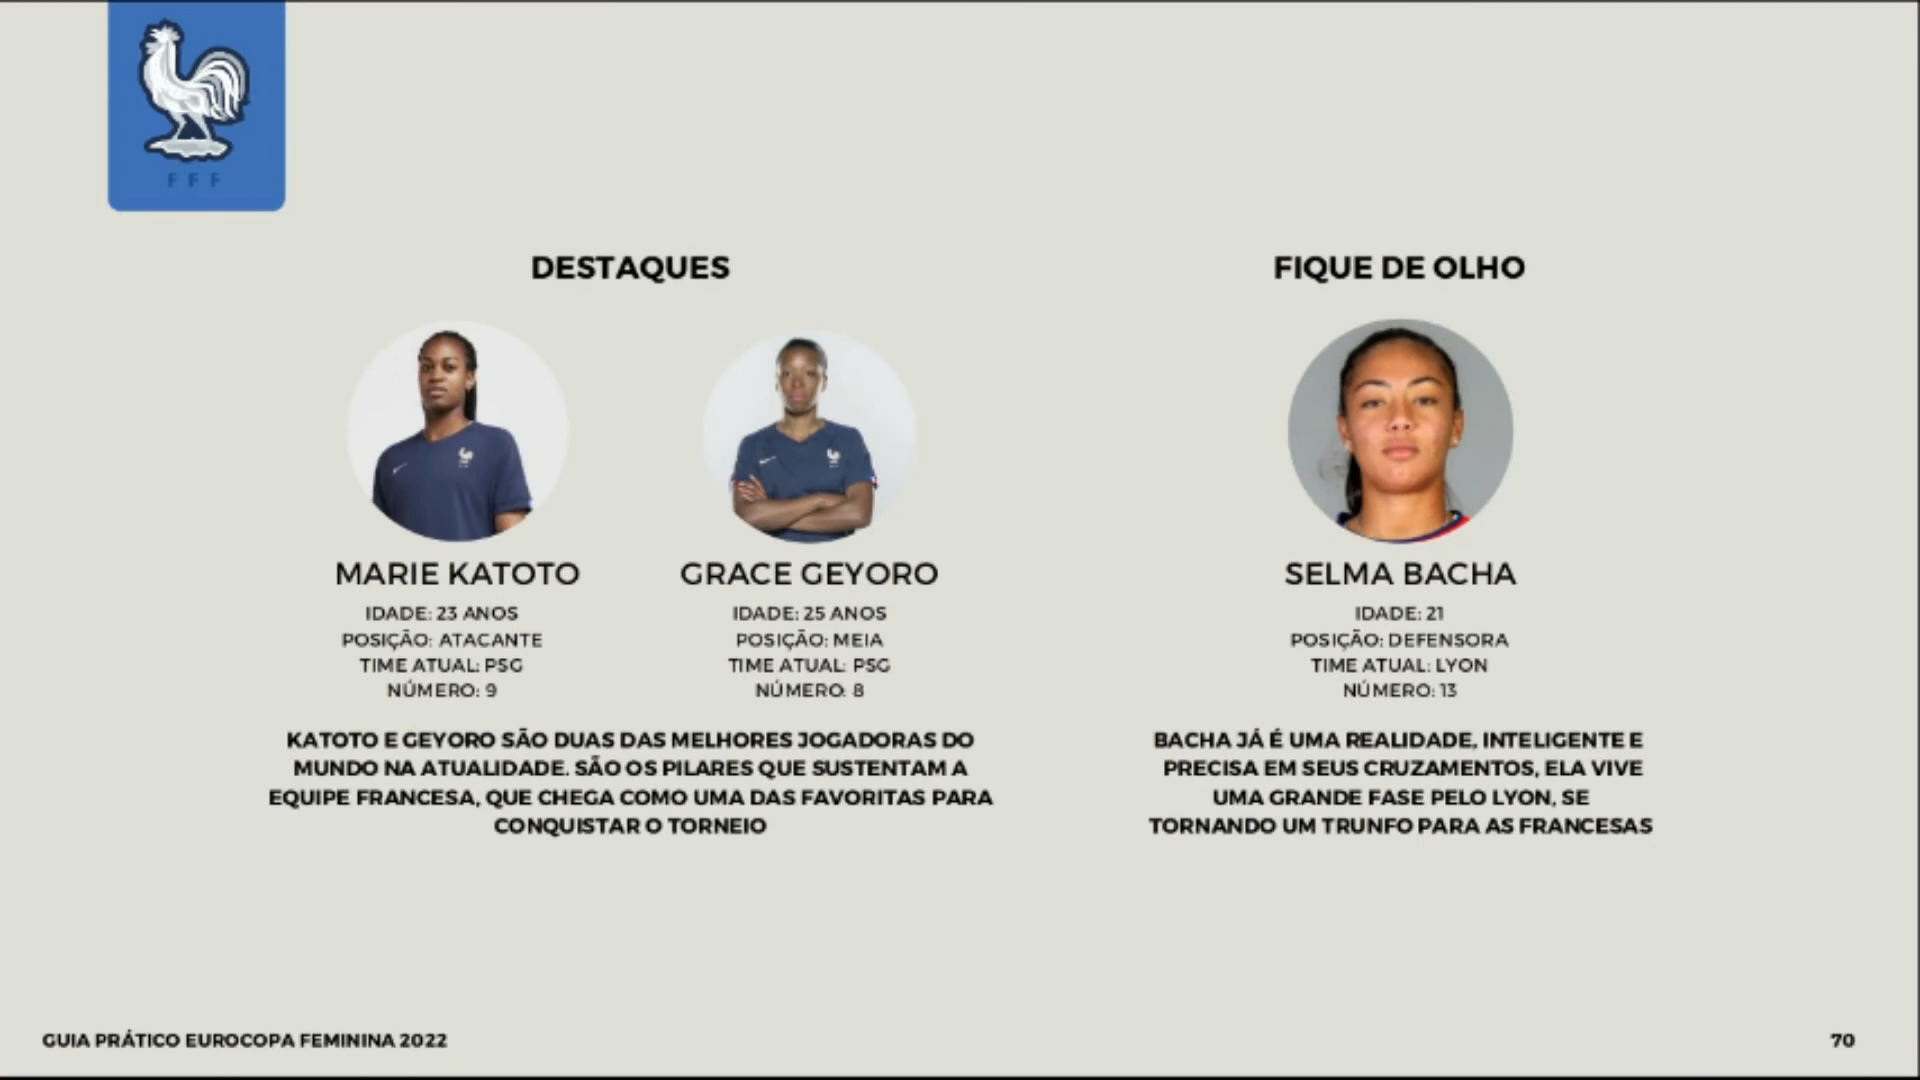 FFF
DESTAQUES
MARIE KATOTO
IDADE: 23 ANOS
POSIÇÃO: ATACANTE
TIME ATUAL: PSG
NÚMERO: 9
GRACE GEYORO
IDADE: 25 ANOS
POSIÇÃO: MEIA
TIME ATUAL: PSG
NÚMERO: 8
KATOTO E GEYORO SÃO DUAS DAS MELHORES JOGADORAS DO
MUNDO NA ATUALIDADE. SÃO OS PILARES QUE SUSTENTAM A
EQUIPE FRANCESA, QUE CHEGA COMO UMA DAS FAVORITAS PARA
CONQUISTAR O TORNEIO
FIQUE DE OLHO
SELMA BACHA
IDADE: 21
POSIÇÃO: DEFENSORA
TIME ATUAL: LYON
NÚMERO: 13
BACHA JÁ É UMA REALIDADE, INTELIGENTE E
PRECISA EM SEUS CRUZAMENTOS, ELA VIVE
UMA GRANDE FASE PELO LYON, SE
TORNANDO UM TRUNFO PARA AS FRANCESAS
GUIA PRÁTICO EUROCOPA FEMININA 2022
70